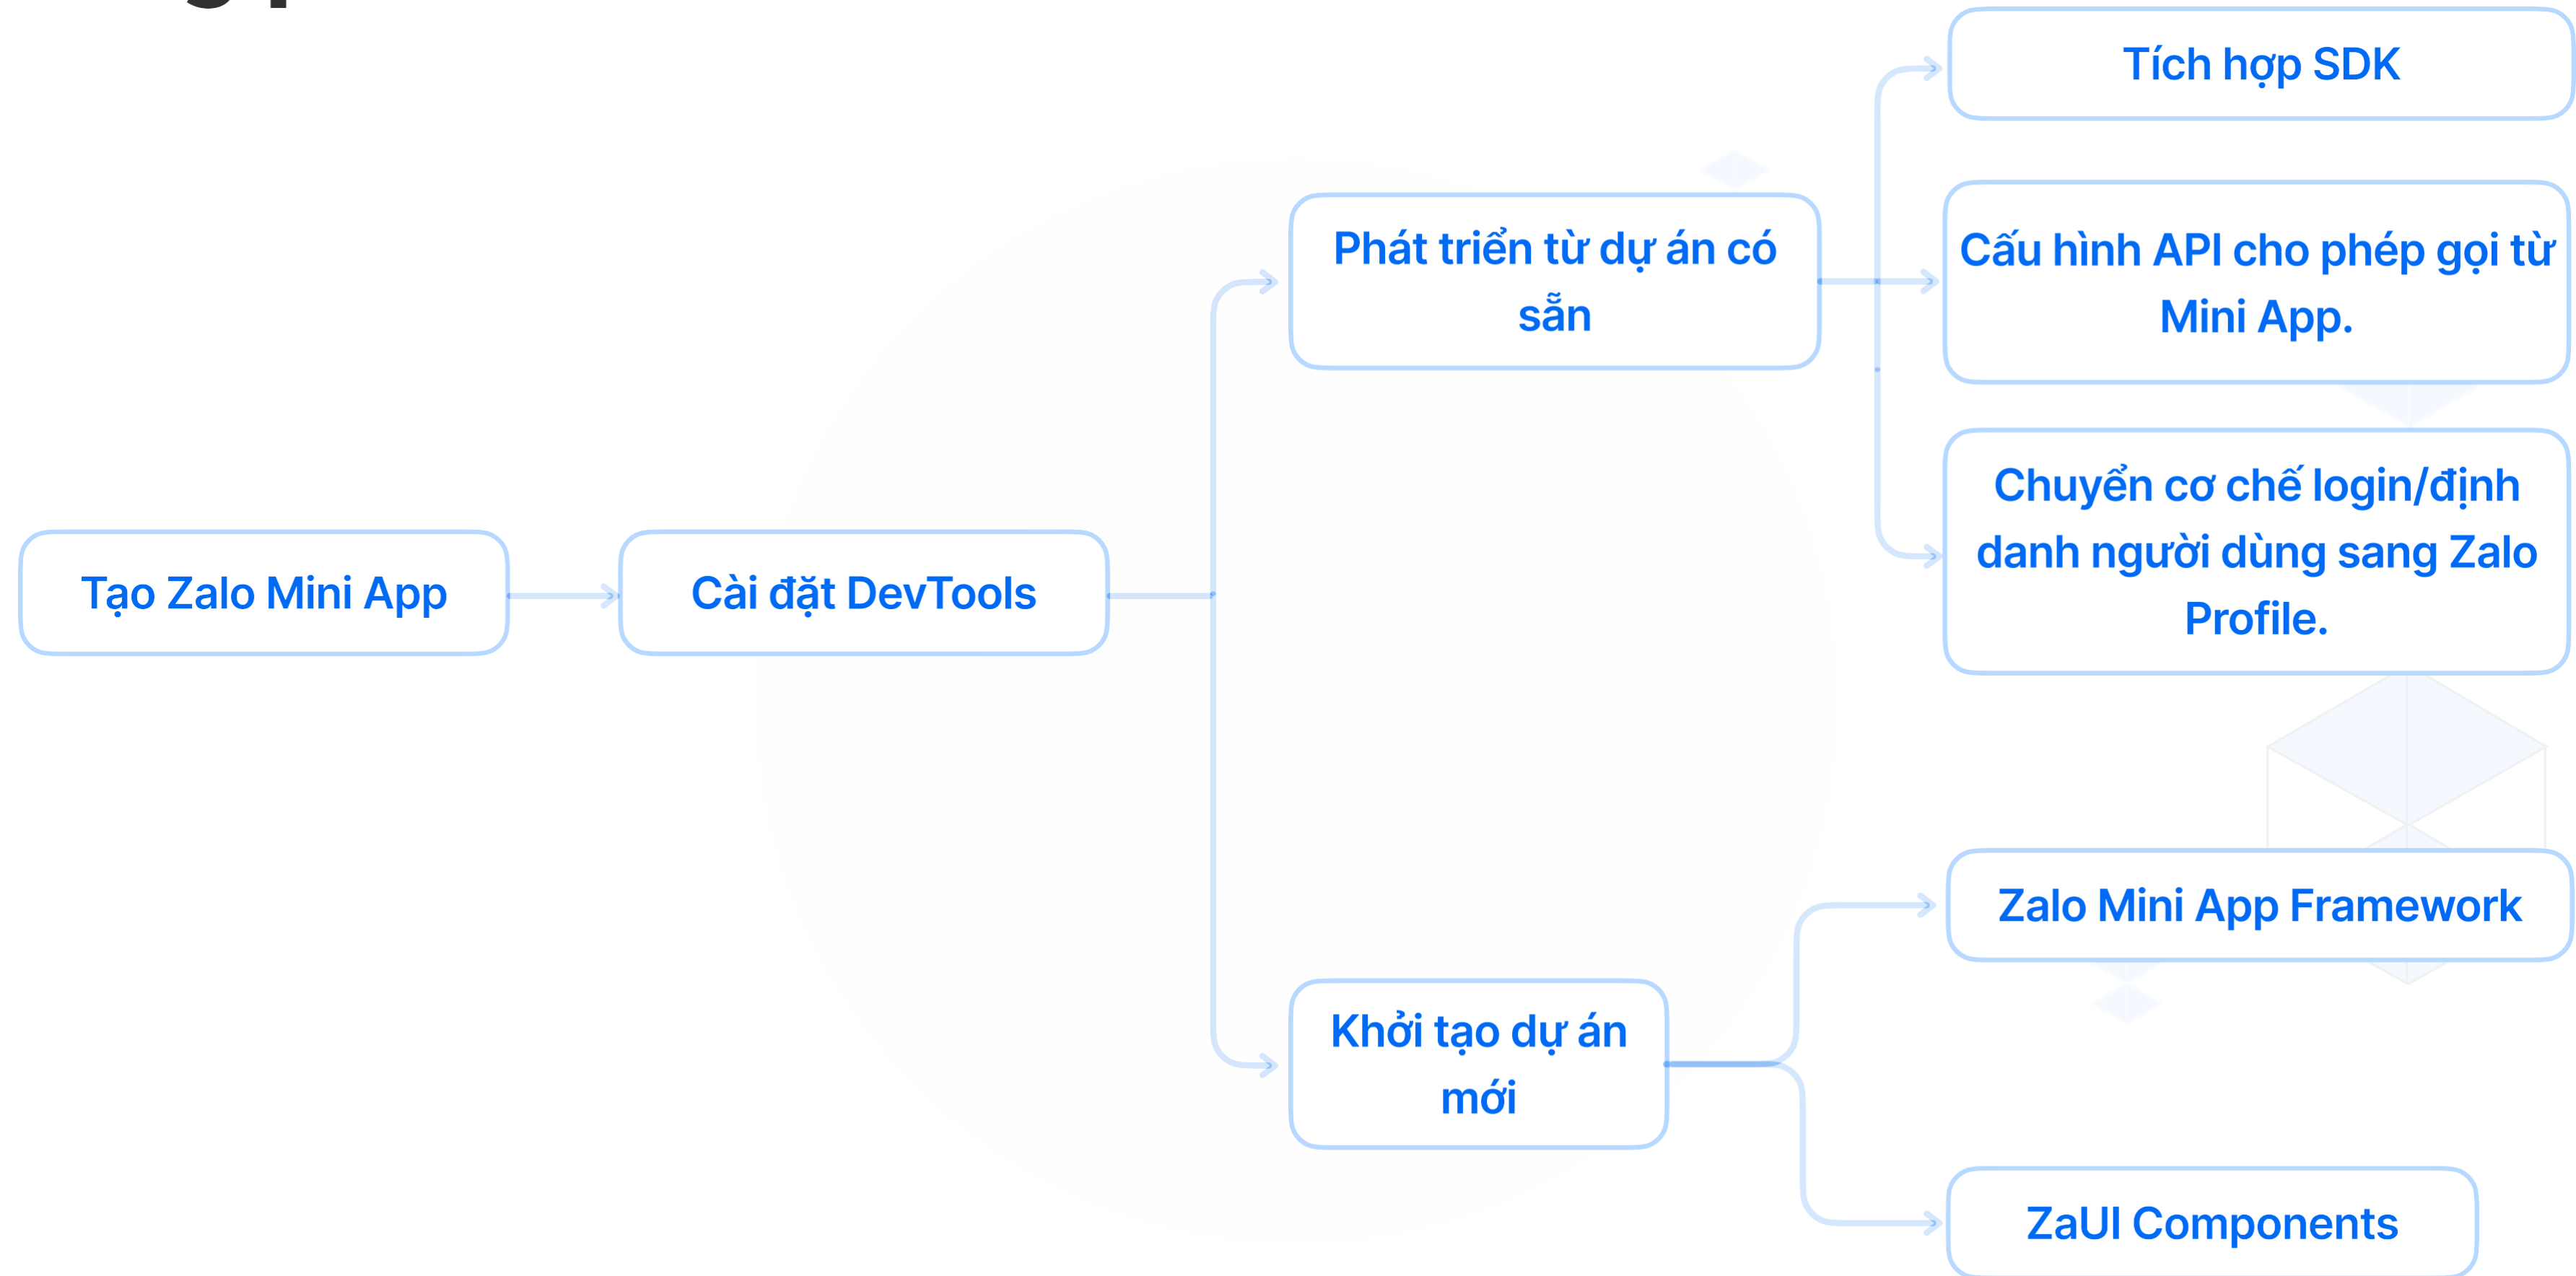 Tích hợp SDK
Phát triển từ dự án có
sẵn
Cấu hình API cho phép gọi từ
Mini App.
Chuyển cơ chế login/định
danh người dùng sang Zalo
Profile.
Tạo Zalo Mini App
Cài đặt DevTools
Zalo Mini App Framework
Khởi tạo dự án
mới
ZaUI Components